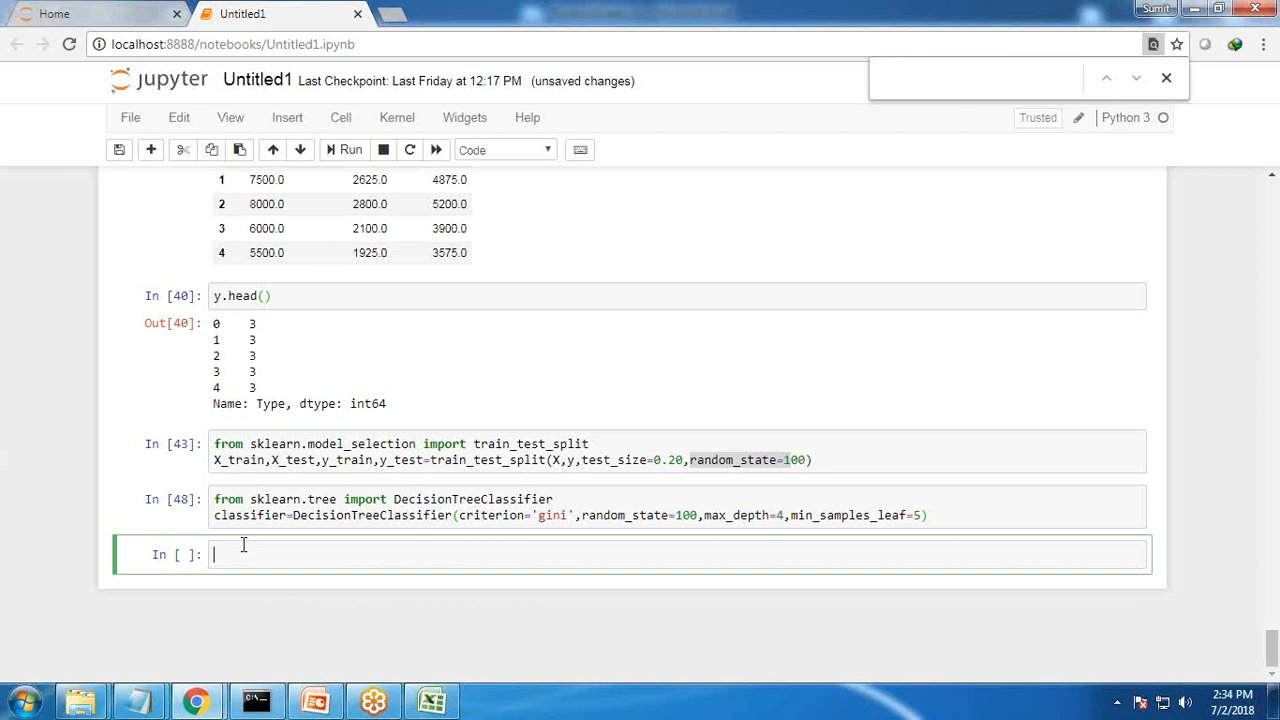 Home
Untitled1
Sumit
localhost:8888/notebooks/Untitled1.ipynb
jupyter Untitled1 Last Checkpoint: Last Friday at 12:17 PM (unsaved changes)
File Edit View Insert Cell Kernel Widgets Help
Trusted
Python 3
Run
Code
1 7500.0 2625.0 4875.0
2 8000.0 2800.0 5200.0
3 6000.0 2100.0 3900.0
4 5500.0 1925.0 3575.0
In [40]: y.head()
Out[40]: 0 3
1 3
2 3
3 3
4 3
Name: Type, dtype: int64
In [43]: from sklearn.model_selection import train_test_split
X_train,X_test,y_train,y_test=train_test_split(X,y,test_size=0.20,random_state=100)
In [48]: from sklearn.tree import DecisionTreeClassifier
classifier=DecisionTreeClassifier(criterion='gini',random_state=100,max_depth=4,min_samples_leaf=5)
In [ ]:
2:34 PM
7/2/2018